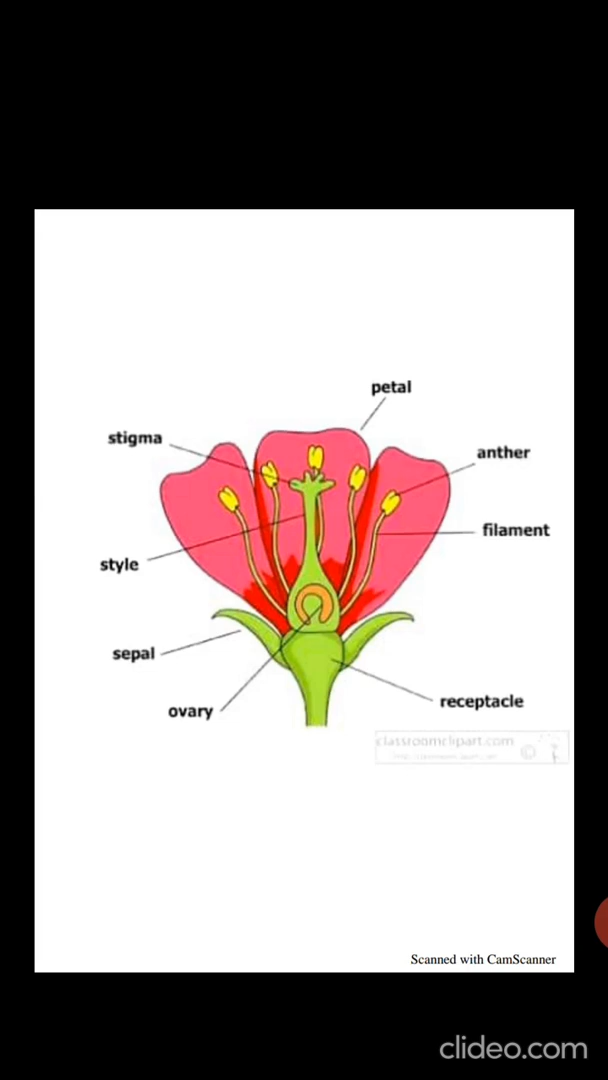 petal
stigma
anther
filament
style
sepal
ovary
receptacle
classroomclipart.com
©
Scanned with CamScanner
clideo.com